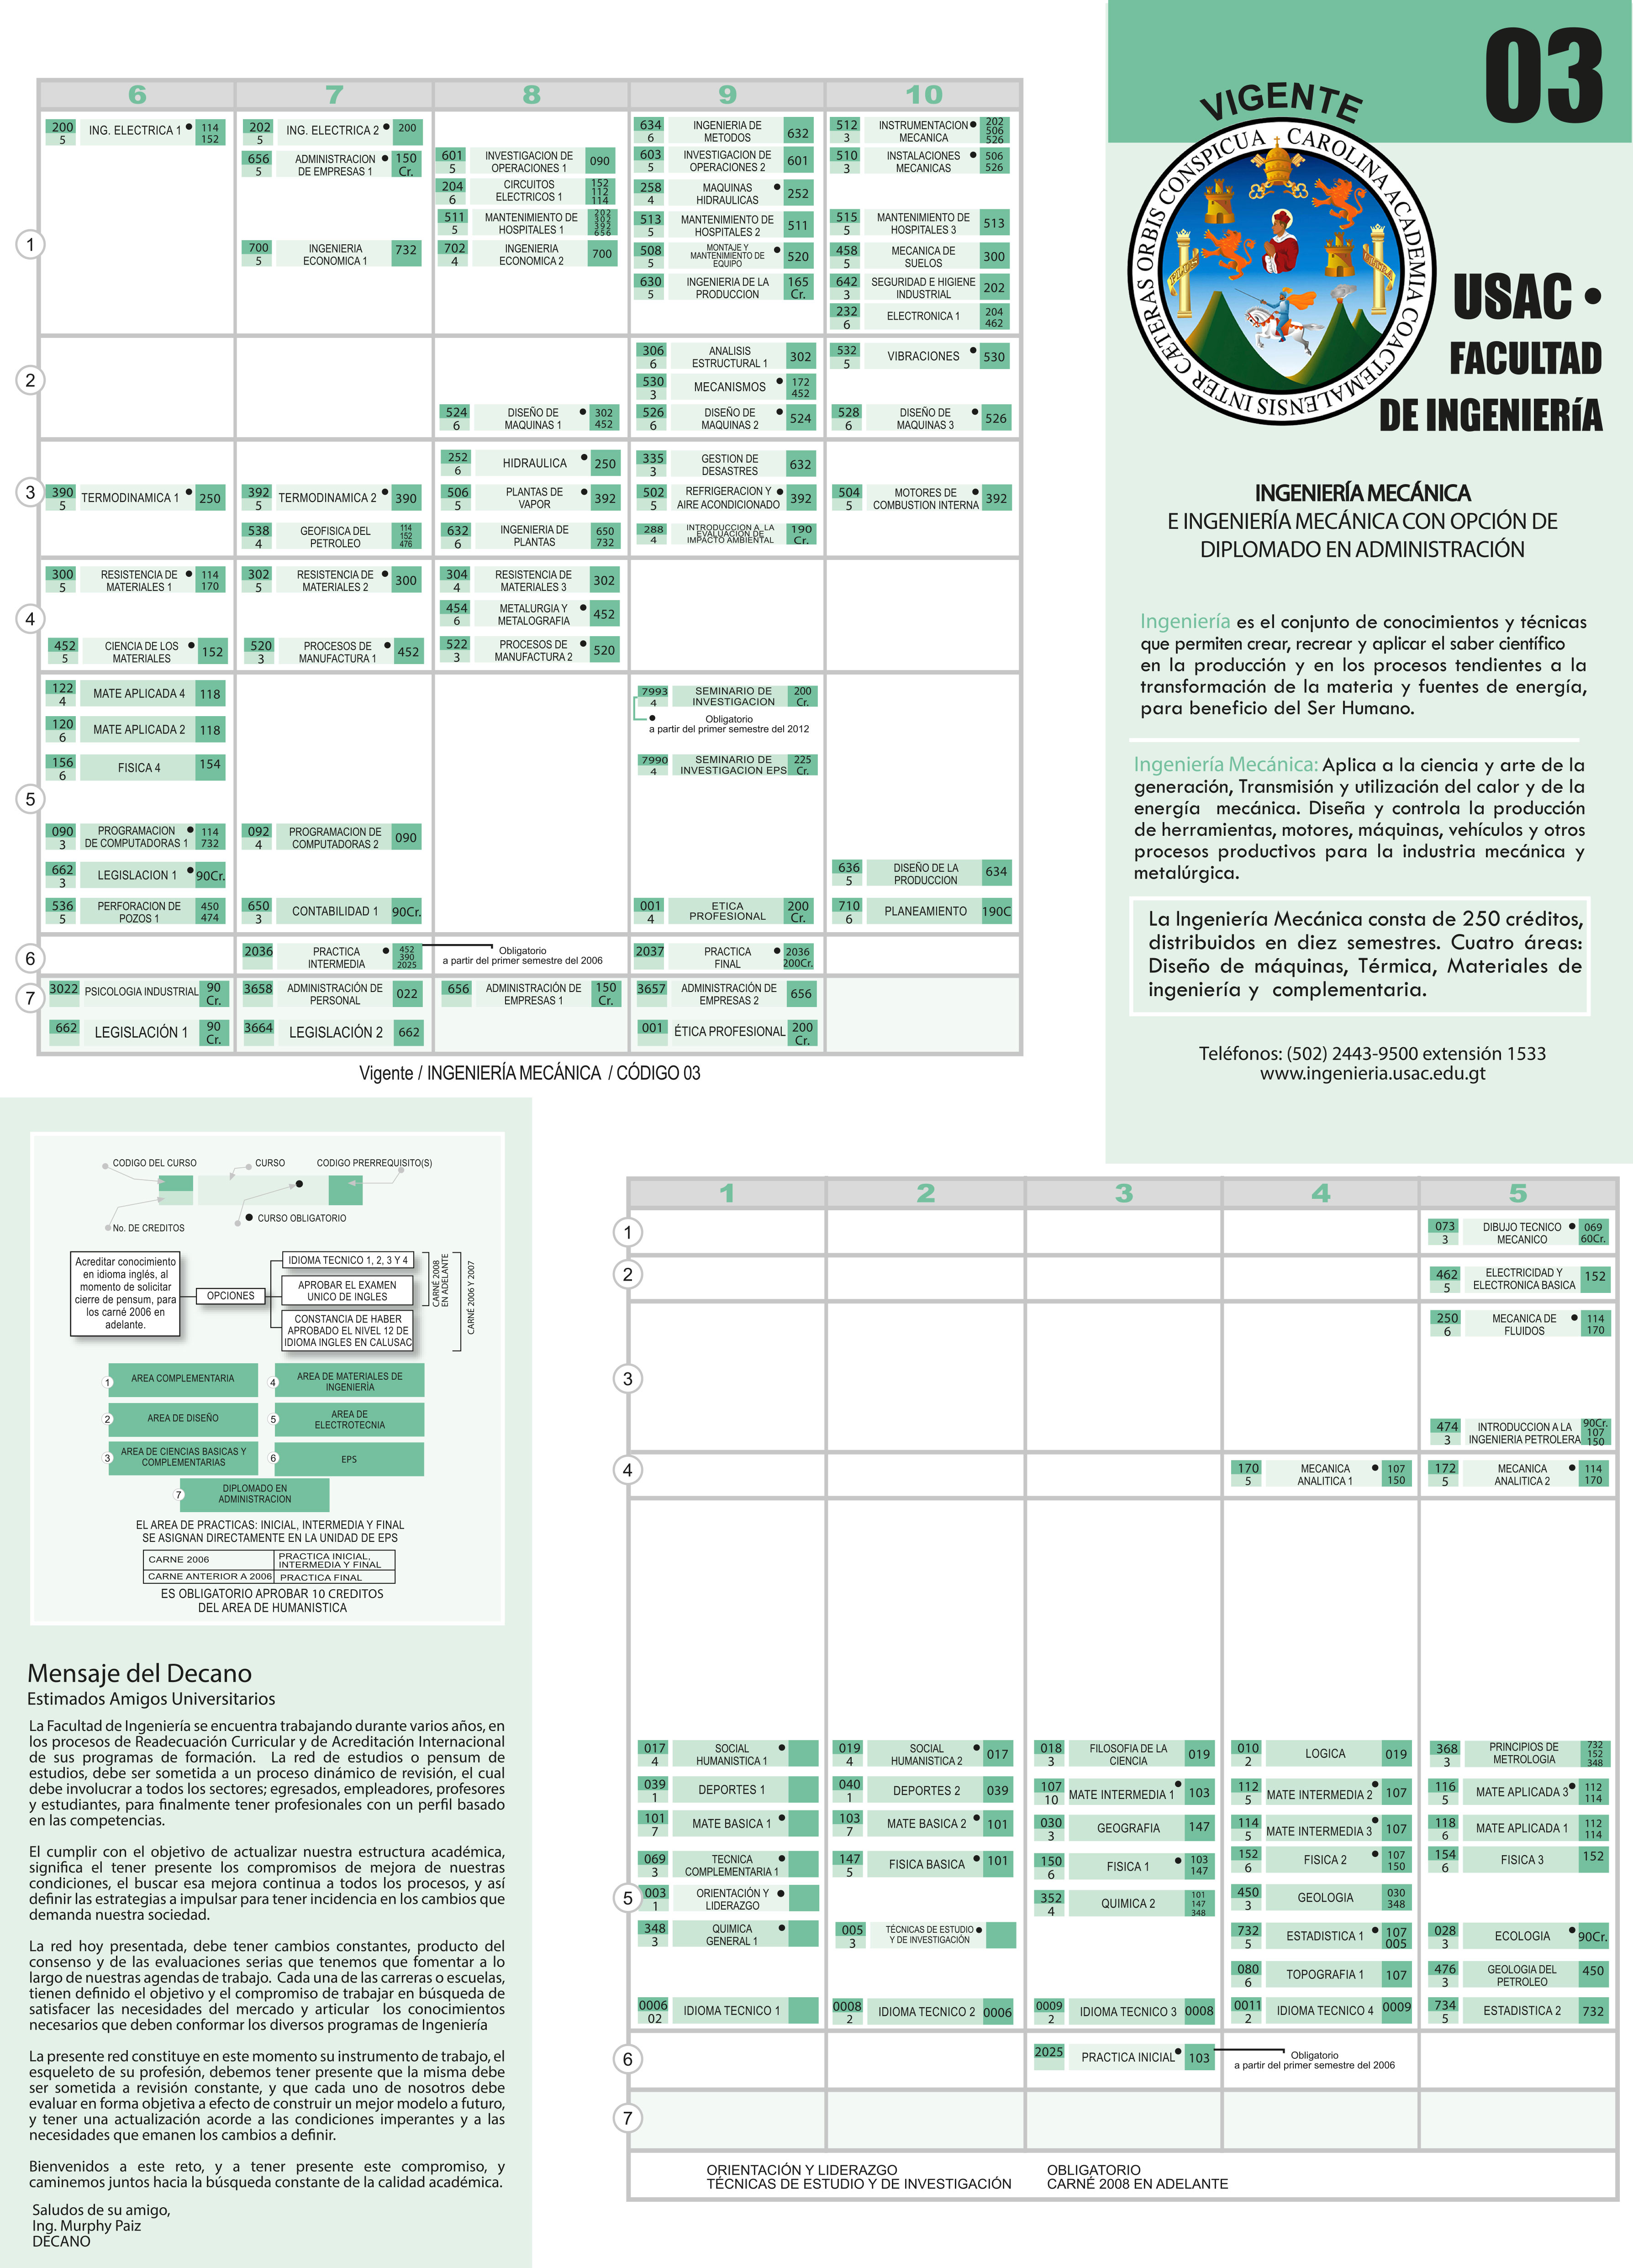 03
VIGENTE
INTER CÆTERAS ORBIS CONSPICUA CAROLINA ACADEMIA COACTEMALENSIS
USAC •
FACULTAD
DE INGENIERíA
INGENIERÍA MECÁNICA
E INGENIERÍA MECÁNICA CON OPCIÓN DE
DIPLOMADO EN ADMINISTRACIÓN
Ingeniería es el conjunto de conocimientos y técnicas
que permiten crear, recrear y aplicar el saber científico
en la producción y en los procesos tendientes a la
transformación de la materia y fuentes de energía,
para beneficio del Ser Humano.
Ingeniería Mecánica: Aplica a la ciencia y arte de la
generación, Transmisión y utilización del calor y de la
energía mecánica. Diseña y controla la producción
de herramientas, motores, máquinas, vehículos y otros
procesos productivos para la industria mecánica y
metalúrgica.
La Ingeniería Mecánica consta de 250 créditos,
distribuidos en diez semestres. Cuatro áreas:
Diseño de máquinas, Térmica, Materiales de
ingeniería y complementaria.
Teléfonos: (502) 2443-9500 extensión 1533
www.ingenieria.usac.edu.gt
6 7 8 9 10
1
200 5 ING. ELECTRICA 1 • 114 152
202 5 ING. ELECTRICA 2 • 200
634 6 INGENIERIA DE METODOS 632
512 3 INSTRUMENTACION MECANICA • 202 506 526
656 5 ADMINISTRACION DE EMPRESAS 1 • 150 Cr.
601 5 INVESTIGACION DE OPERACIONES 1 090
603 5 INVESTIGACION DE OPERACIONES 2 601
510 3 INSTALACIONES MECANICAS • 506 526
204 6 CIRCUITOS ELECTRICOS 1 152 112 114
258 4 MAQUINAS HIDRAULICAS • 252
511 5 MANTENIMIENTO DE HOSPITALES 1 202 302 392 656
513 5 MANTENIMIENTO DE HOSPITALES 2 511
515 5 MANTENIMIENTO DE HOSPITALES 3 513
700 5 INGENIERIA ECONOMICA 1 732
702 4 INGENIERIA ECONOMICA 2 700
508 5 MONTAJE Y MANTENIMIENTO DE EQUIPO • 520
458 5 MECANICA DE SUELOS 300
630 5 INGENIERIA DE LA PRODUCCION 165 Cr.
642 3 SEGURIDAD E HIGIENE INDUSTRIAL 202
232 6 ELECTRONICA 1 204 462
2
306 6 ANALISIS ESTRUCTURAL 1 302
532 5 VIBRACIONES • 530
530 3 MECANISMOS • 172 452
524 6 DISEÑO DE MAQUINAS 1 • 302 452
526 6 DISEÑO DE MAQUINAS 2 • 524
528 6 DISEÑO DE MAQUINAS 3 • 526
3
252 6 HIDRAULICA • 250
335 3 GESTION DE DESASTRES 632
390 5 TERMODINAMICA 1 • 250
392 5 TERMODINAMICA 2 • 390
506 5 PLANTAS DE VAPOR • 392
502 5 REFRIGERACION Y AIRE ACONDICIONADO • 392
504 5 MOTORES DE COMBUSTION INTERNA • 392
538 4 GEOFISICA DEL PETROLEO 114 152 476
632 6 INGENIERIA DE PLANTAS 650 732
288 4 INTRODUCCION A LA EVALUACION DE IMPACTO AMBIENTAL 190 Cr.
4
300 5 RESISTENCIA DE MATERIALES 1 • 114 170
302 5 RESISTENCIA DE MATERIALES 2 • 300
304 4 RESISTENCIA DE MATERIALES 3 302
454 6 METALURGIA Y METALOGRAFIA • 452
452 5 CIENCIA DE LOS MATERIALES • 152
520 3 PROCESOS DE MANUFACTURA 1 • 452
522 3 PROCESOS DE MANUFACTURA 2 • 520
5
122 4 MATE APLICADA 4 118
7993 4 SEMINARIO DE INVESTIGACION 200 Cr.
• Obligatorio
a partir del primer semestre del 2012
120 6 MATE APLICADA 2 118
156 6 FISICA 4 154
7990 4 SEMINARIO DE INVESTIGACION EPS 225 Cr.
090 3 PROGRAMACION DE COMPUTADORAS 1 • 114 732
092 4 PROGRAMACION DE COMPUTADORAS 2 090
662 3 LEGISLACION 1 • 90Cr.
636 5 DISEÑO DE LA PRODUCCION 634
536 5 PERFORACION DE POZOS 1 450 474
650 3 CONTABILIDAD 1 90Cr.
001 4 ETICA PROFESIONAL 200 Cr.
710 6 PLANEAMIENTO 190C
6
2036 PRACTICA INTERMEDIA • 452 390 2025
Obligatorio
a partir del primer semestre del 2006
2037 PRACTICA FINAL • 2036 200Cr.
7
3022 PSICOLOGIA INDUSTRIAL 90 Cr.
3658 ADMINISTRACIÓN DE PERSONAL 022
656 ADMINISTRACIÓN DE EMPRESAS 1 150 Cr.
3657 ADMINISTRACIÓN DE EMPRESAS 2 656
662 LEGISLACIÓN 1 90 Cr.
3664 LEGISLACIÓN 2 662
001 ÉTICA PROFESIONAL 200 Cr.
Vigente / INGENIERÍA MECÁNICA / CÓDIGO 03
CODIGO DEL CURSO CURSO CODIGO PRERREQUISITO(S)
No. DE CREDITOS • CURSO OBLIGATORIO
Acreditar conocimiento
en idioma inglés, al
momento de solicitar
cierre de pensum, para
los carné 2006 en
adelante.
OPCIONES
IDIOMA TECNICO 1, 2, 3 Y 4
APROBAR EL EXAMEN
UNICO DE INGLES
CONSTANCIA DE HABER
APROBADO EL NIVEL 12 DE
IDIOMA INGLES EN CALUSAC
CARNÉ 2008
EN ADELANTE
CARNÉ 2006 Y 2007
1 AREA COMPLEMENTARIA
4 AREA DE MATERIALES DE INGENIERÌA
2 AREA DE DISEÑO
5 AREA DE ELECTROTECNIA
3 AREA DE CIENCIAS BASICAS Y COMPLEMENTARIAS
6 EPS
7 DIPLOMADO EN ADMINISTRACION
EL AREA DE PRACTICAS: INICIAL, INTERMEDIA Y FINAL
SE ASIGNAN DIRECTAMENTE EN LA UNIDAD DE EPS
CARNE 2006 PRACTICA INICIAL, INTERMEDIA Y FINAL
CARNE ANTERIOR A 2006 PRACTICA FINAL
ES OBLIGATORIO APROBAR 10 CREDITOS
DEL AREA DE HUMANISTICA
Mensaje del Decano
Estimados Amigos Universitarios
La Facultad de Ingeniería se encuentra trabajando durante varios años, en
los procesos de Readecuación Curricular y de Acreditación Internacional
de sus programas de formación. La red de estudios o pensum de
estudios, debe ser sometida a un proceso dinámico de revisión, el cual
debe involucrar a todos los sectores; egresados, empleadores, profesores
y estudiantes, para finalmente tener profesionales con un perfil basado
en las competencias.
El cumplir con el objetivo de actualizar nuestra estructura académica,
significa el tener presente los compromisos de mejora de nuestras
condiciones, el buscar esa mejora continua a todos los procesos, y así
definir las estrategias a impulsar para tener incidencia en los cambios que
demanda nuestra sociedad.
La red hoy presentada, debe tener cambios constantes, producto del
consenso y de las evaluaciones serias que tenemos que fomentar a lo
largo de nuestras agendas de trabajo. Cada una de las carreras o escuelas,
tienen definido el objetivo y el compromiso de trabajar en búsqueda de
satisfacer las necesidades del mercado y articular los conocimientos
necesarios que deben conformar los diversos programas de Ingeniería
La presente red constituye en este momento su instrumento de trabajo, el
esqueleto de su profesión, debemos tener presente que la misma debe
ser sometida a revisión constante, y que cada uno de nosotros debe
evaluar en forma objetiva a efecto de construir un mejor modelo a futuro,
y tener una actualización acorde a las condiciones imperantes y a las
necesidades que emanen los cambios a definir.
Bienvenidos a este reto, y a tener presente este compromiso, y
caminemos juntos hacia la búsqueda constante de la calidad académica.
Saludos de su amigo,
Ing. Murphy Paiz
DECANO
1 2 3 4 5
1
073 3 DIBUJO TECNICO MECANICO • 069 60Cr.
2
462 5 ELECTRICIDAD Y ELECTRONICA BASICA 152
3
250 6 MECANICA DE FLUIDOS • 114 170
474 3 INTRODUCCION A LA INGENIERIA PETROLERA 90Cr. 107 150
4
170 5 MECANICA ANALITICA 1 • 107 150
172 5 MECANICA ANALITICA 2 • 114 170
5
017 4 SOCIAL HUMANISTICA 1 •
019 4 SOCIAL HUMANISTICA 2 • 017
018 3 FILOSOFIA DE LA CIENCIA 019
010 2 LOGICA 019
368 3 PRINCIPIOS DE METROLOGIA 732 152 348
039 1 DEPORTES 1
040 1 DEPORTES 2 039
107 10 MATE INTERMEDIA 1 • 103
112 5 MATE INTERMEDIA 2 • 107
116 5 MATE APLICADA 3 • 112 114
101 7 MATE BASICA 1 •
103 7 MATE BASICA 2 • 101
030 3 GEOGRAFIA 147
114 5 MATE INTERMEDIA 3 • 107
118 6 MATE APLICADA 1 112 114
069 3 TECNICA COMPLEMENTARIA 1 •
147 5 FISICA BASICA • 101
150 6 FISICA 1 • 103 147
152 6 FISICA 2 • 107 150
154 6 FISICA 3 152
003 1 ORIENTACIÓN Y LIDERAZGO •
352 4 QUIMICA 2 101 147 348
450 3 GEOLOGIA 030 348
348 3 QUIMICA GENERAL 1 •
005 3 TÉCNICAS DE ESTUDIO Y DE INVESTIGACIÓN •
732 5 ESTADISTICA 1 • 107 005
028 3 ECOLOGIA • 90Cr.
080 6 TOPOGRAFIA 1 107
476 3 GEOLOGIA DEL PETROLEO 450
0006 02 IDIOMA TECNICO 1
0008 2 IDIOMA TECNICO 2 0006
0009 2 IDIOMA TECNICO 3 0008
0011 2 IDIOMA TECNICO 4 0009
734 5 ESTADISTICA 2 732
6
2025 PRACTICA INICIAL • 103
Obligatorio
a partir del primer semestre del 2006
7
ORIENTACIÓN Y LIDERAZGO OBLIGATORIO
TÉCNICAS DE ESTUDIO Y DE INVESTIGACIÓN CARNÉ 2008 EN ADELANTE